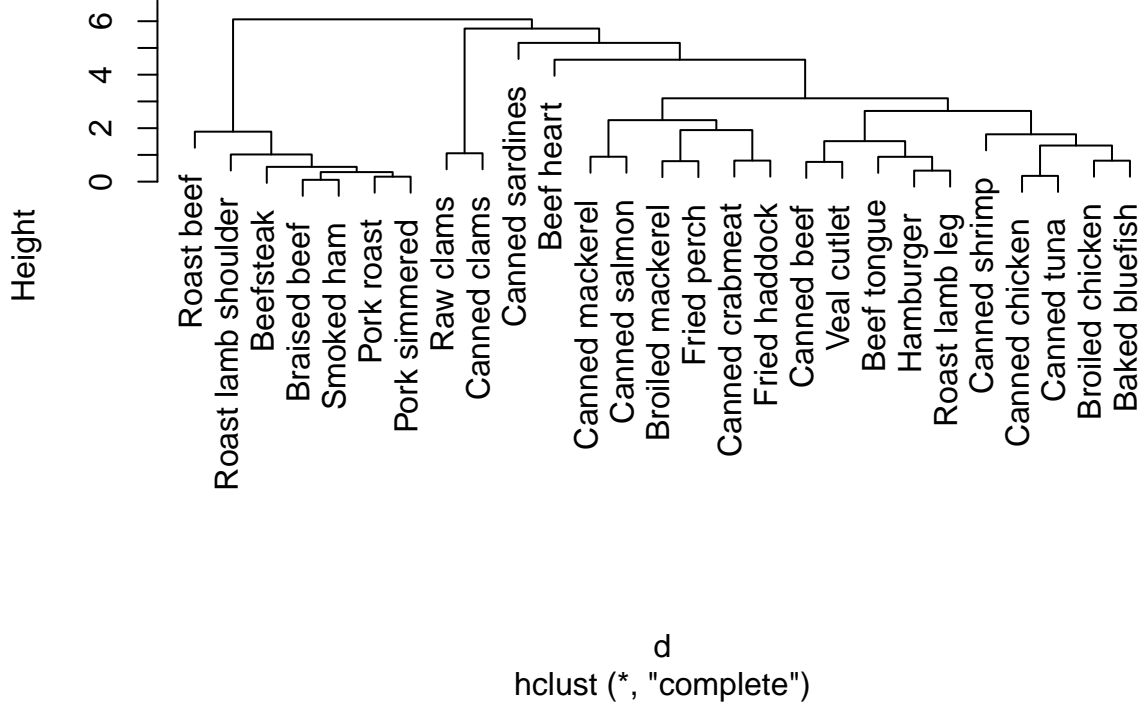 Height
6
4
2
0
Roast beef
Roast lamb shoulder
Beefsteak
Braised beef
Smoked ham
Pork roast
Pork simmered
Raw clams
Canned clams
Canned sardines
Beef heart
Canned mackerel
Canned salmon
Broiled mackerel
Fried perch
Canned crabmeat
Fried haddock
Canned beef
Veal cutlet
Beef tongue
Hamburger
Roast lamb leg
Canned shrimp
Canned chicken
Canned tuna
Broiled chicken
Baked bluefish
d
hclust (*, "complete")